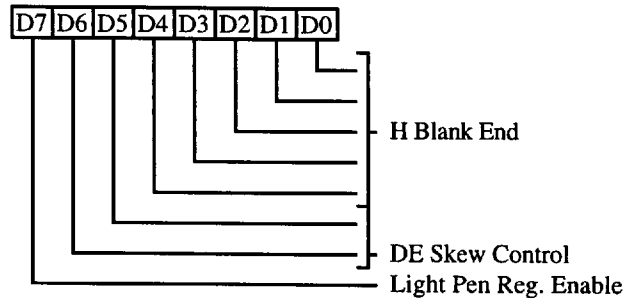 D7 D6 D5 D4 D3 D2 D1 D0
H Blank End
DE Skew Control
Light Pen Reg. Enable